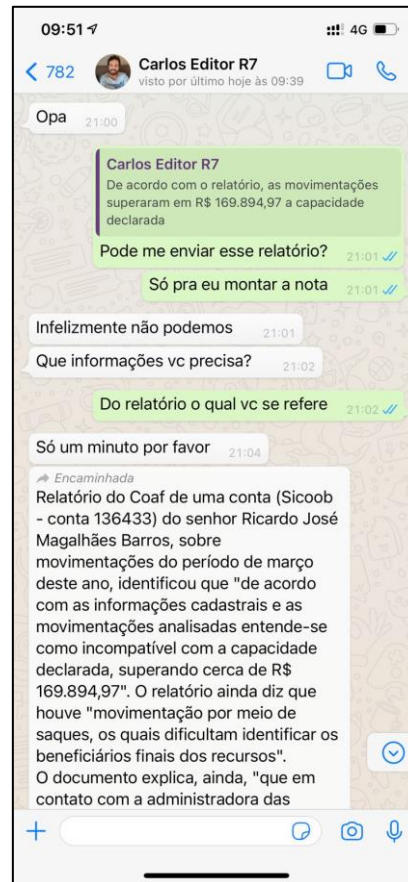 09:51 4G
782 Carlos Editor R7
visto por último hoje às 09:39
Opa 21:00
Carlos Editor R7
De acordo com o relatório, as movimentações
superaram em R$ 169.894,97 a capacidade
declarada
Pode me enviar esse relatório? 21:01
Só pra eu montar a nota 21:01
Infelizmente não podemos 21:01
Que informações vc precisa? 21:02
Do relatório o qual vc se refere 21:02
Só um minuto por favor 21:04
Encaminhada
Relatório do Coaf de uma conta (Sicoob
- conta 136433) do senhor Ricardo José
Magalhães Barros, sobre
movimentações do período de março
deste ano, identificou que "de acordo
com as informações cadastrais e as
movimentações analisadas entende-se
como incompatível com a capacidade
declarada, superando cerca de R$
169.894,97". O relatório ainda diz que
houve "movimentação por meio de
saques, os quais dificultam identificar os
beneficiários finais dos recursos".
O documento explica, ainda, "que em
contato com a administradora das